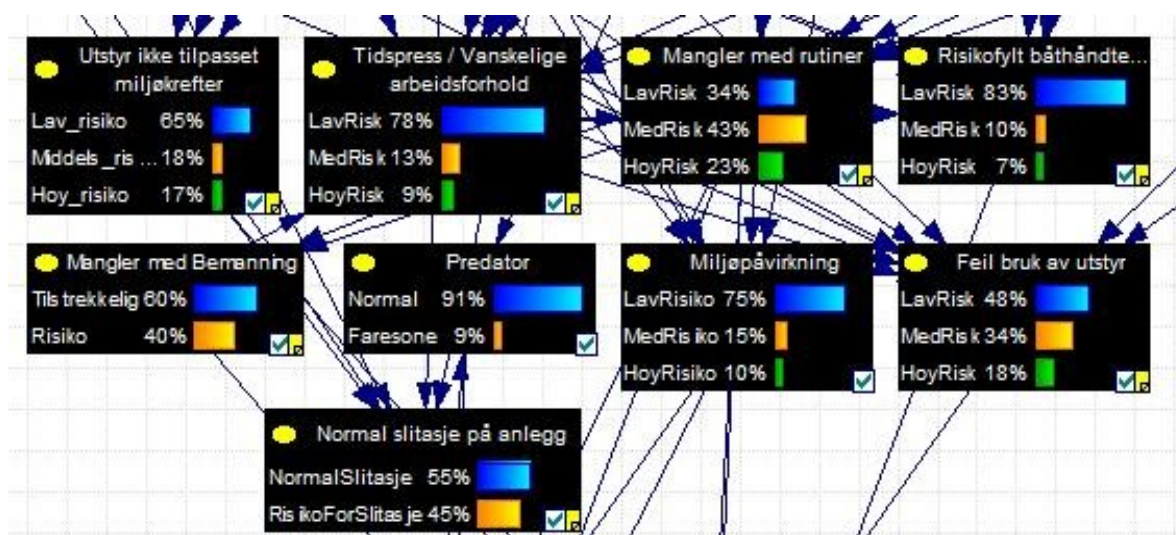 Utstyr ikke tilpasset
miljøkrefter
Lav_risiko 65%
Middels_ris ... 18%
Hoy_risiko 17%
Tidspress / Vanskelige
arbeidsforhold
LavRisk 78%
MedRisk 13%
HoyRisk 9%
Mangler med rutiner
LavRisk 34%
MedRisk 43%
HoyRisk 23%
Risikofylt båthåndte...
LavRisk 83%
MedRisk 10%
HoyRisk 7%
Mangler med Bemanning
Tilstrekkelig 60%
Risiko 40%
Predator
Normal 91%
Faresone 9%
Miljøpåvirkning
LavRisiko 75%
MedRisiko 15%
HoyRisiko 10%
Feil bruk av utstyr
LavRisk 48%
MedRisk 34%
HoyRisk 18%
Normal slitasje på anlegg
NormalSlitasje 55%
RisikoForSlitasje 45%